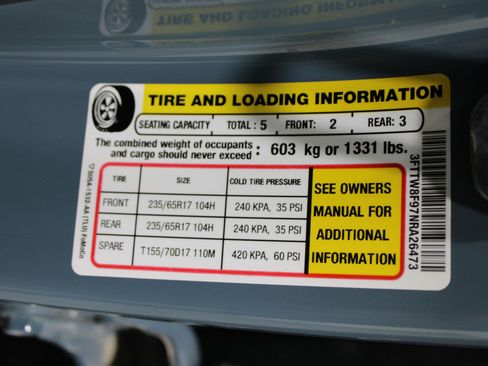 TIRE AND LOADING INFORMATION
SEATING CAPACITY TOTAL: 5 FRONT: 2 REAR: 3
The combined weight of occupants
and cargo should never exceed: 603 kg or 1331 lbs.
TIRE SIZE COLD TIRE PRESSURE
FRONT 235/65R17 104H 240 KPA, 35 PSI
REAR 235/65R17 104H 240 KPA, 35 PSI
SPARE T155/70D17 110M 420 KPA, 60 PSI
SEE OWNERS
MANUAL FOR
ADDITIONAL
INFORMATION
3FTTW8F97NRA26473